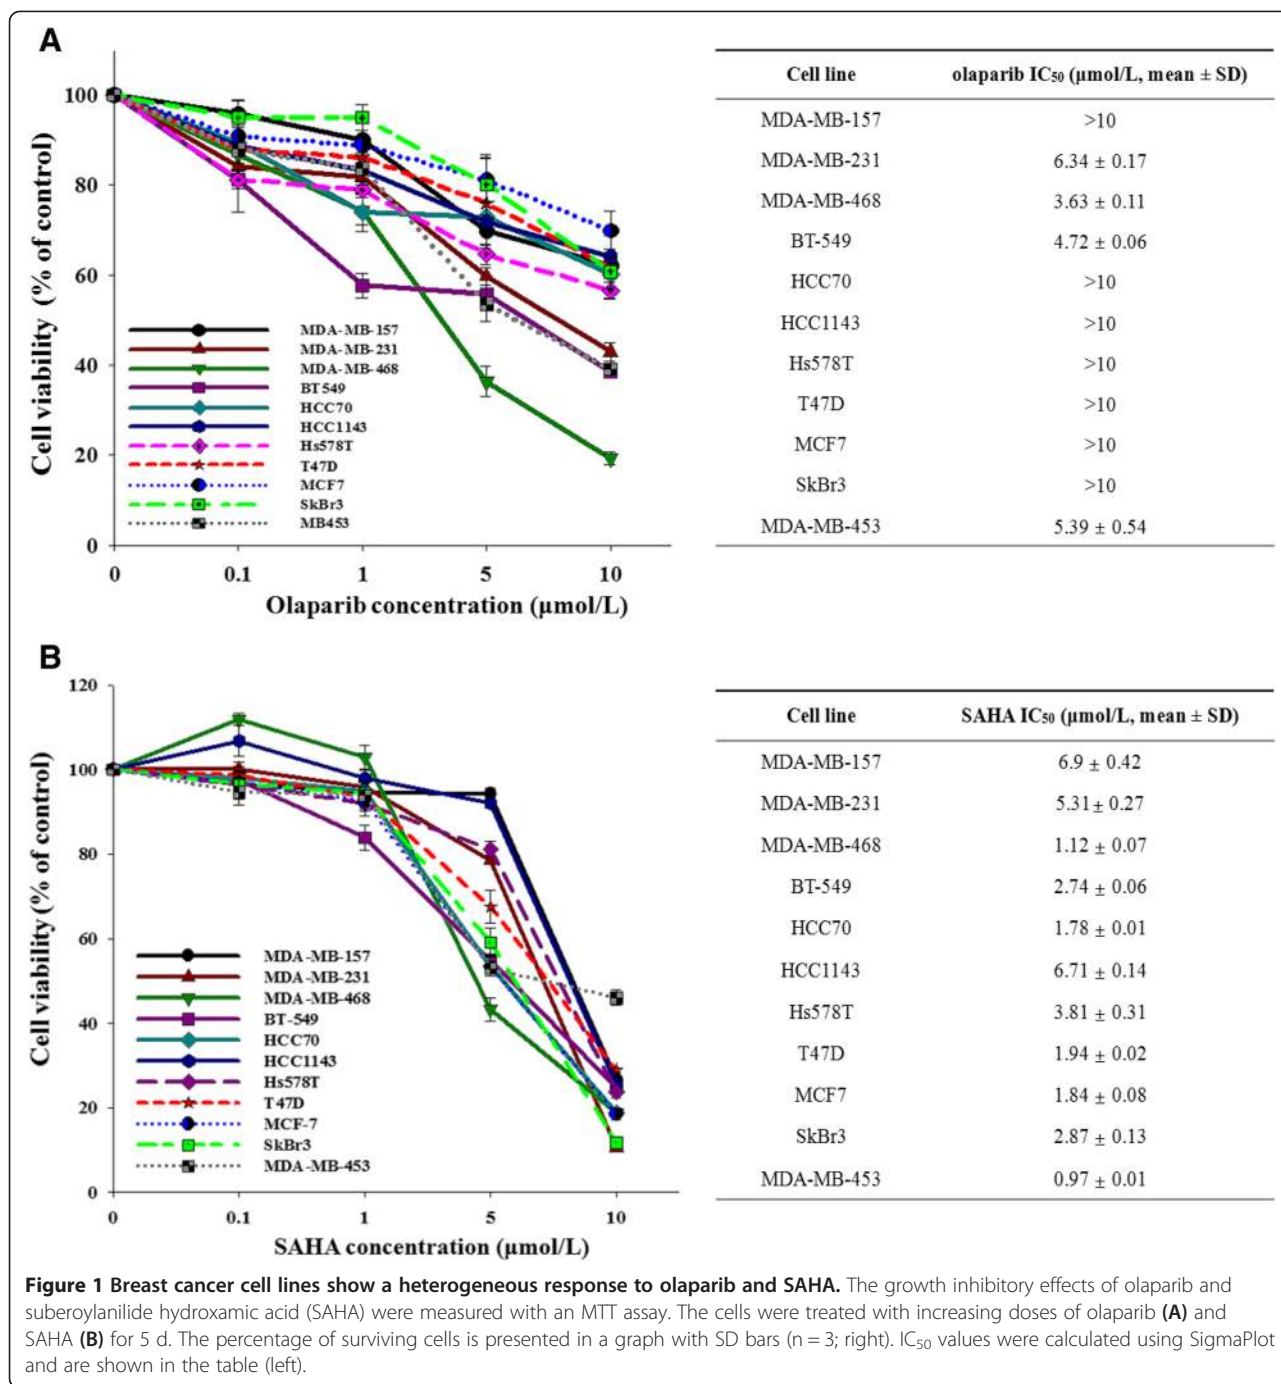 A
Cell viability (% of control)
100
80
60
40
20
0
MDA-MB-157
MDA-MB-231
MDA-MB-468
BT549
HCC70
HCC1143
Hs578T
T47D
MCF7
SkBr3
MB453
0 0.1 1 5 10
Olaparib concentration (µmol/L)
Cell line olaparib IC₅₀ (µmol/L, mean ± SD)
MDA-MB-157 >10
MDA-MB-231 6.34 ± 0.17
MDA-MB-468 3.63 ± 0.11
BT-549 4.72 ± 0.06
HCC70 >10
HCC1143 >10
Hs578T >10
T47D >10
MCF7 >10
SkBr3 >10
MDA-MB-453 5.39 ± 0.54
B
Cell viability (% of control)
120
100
80
60
40
20
0
MDA-MB-157
MDA-MB-231
MDA-MB-468
BT-549
HCC70
HCC1143
Hs578T
T47D
MCF-7
SkBr3
MDA-MB-453
0 0.1 1 5 10
SAHA concentration (µmol/L)
Cell line SAHA IC₅₀ (µmol/L, mean ± SD)
MDA-MB-157 6.9 ± 0.42
MDA-MB-231 5.31 ± 0.27
MDA-MB-468 1.12 ± 0.07
BT-549 2.74 ± 0.06
HCC70 1.78 ± 0.01
HCC1143 6.71 ± 0.14
Hs578T 3.81 ± 0.31
T47D 1.94 ± 0.02
MCF7 1.84 ± 0.08
SkBr3 2.87 ± 0.13
MDA-MB-453 0.97 ± 0.01
Figure 1 Breast cancer cell lines show a heterogeneous response to olaparib and SAHA. The growth inhibitory effects of olaparib and
suberoylanilide hydroxamic acid (SAHA) were measured with an MTT assay. The cells were treated with increasing doses of olaparib (A) and
SAHA (B) for 5 d. The percentage of surviving cells is presented in a graph with SD bars (n = 3; right). IC₅₀ values were calculated using SigmaPlot
and are shown in the table (left).